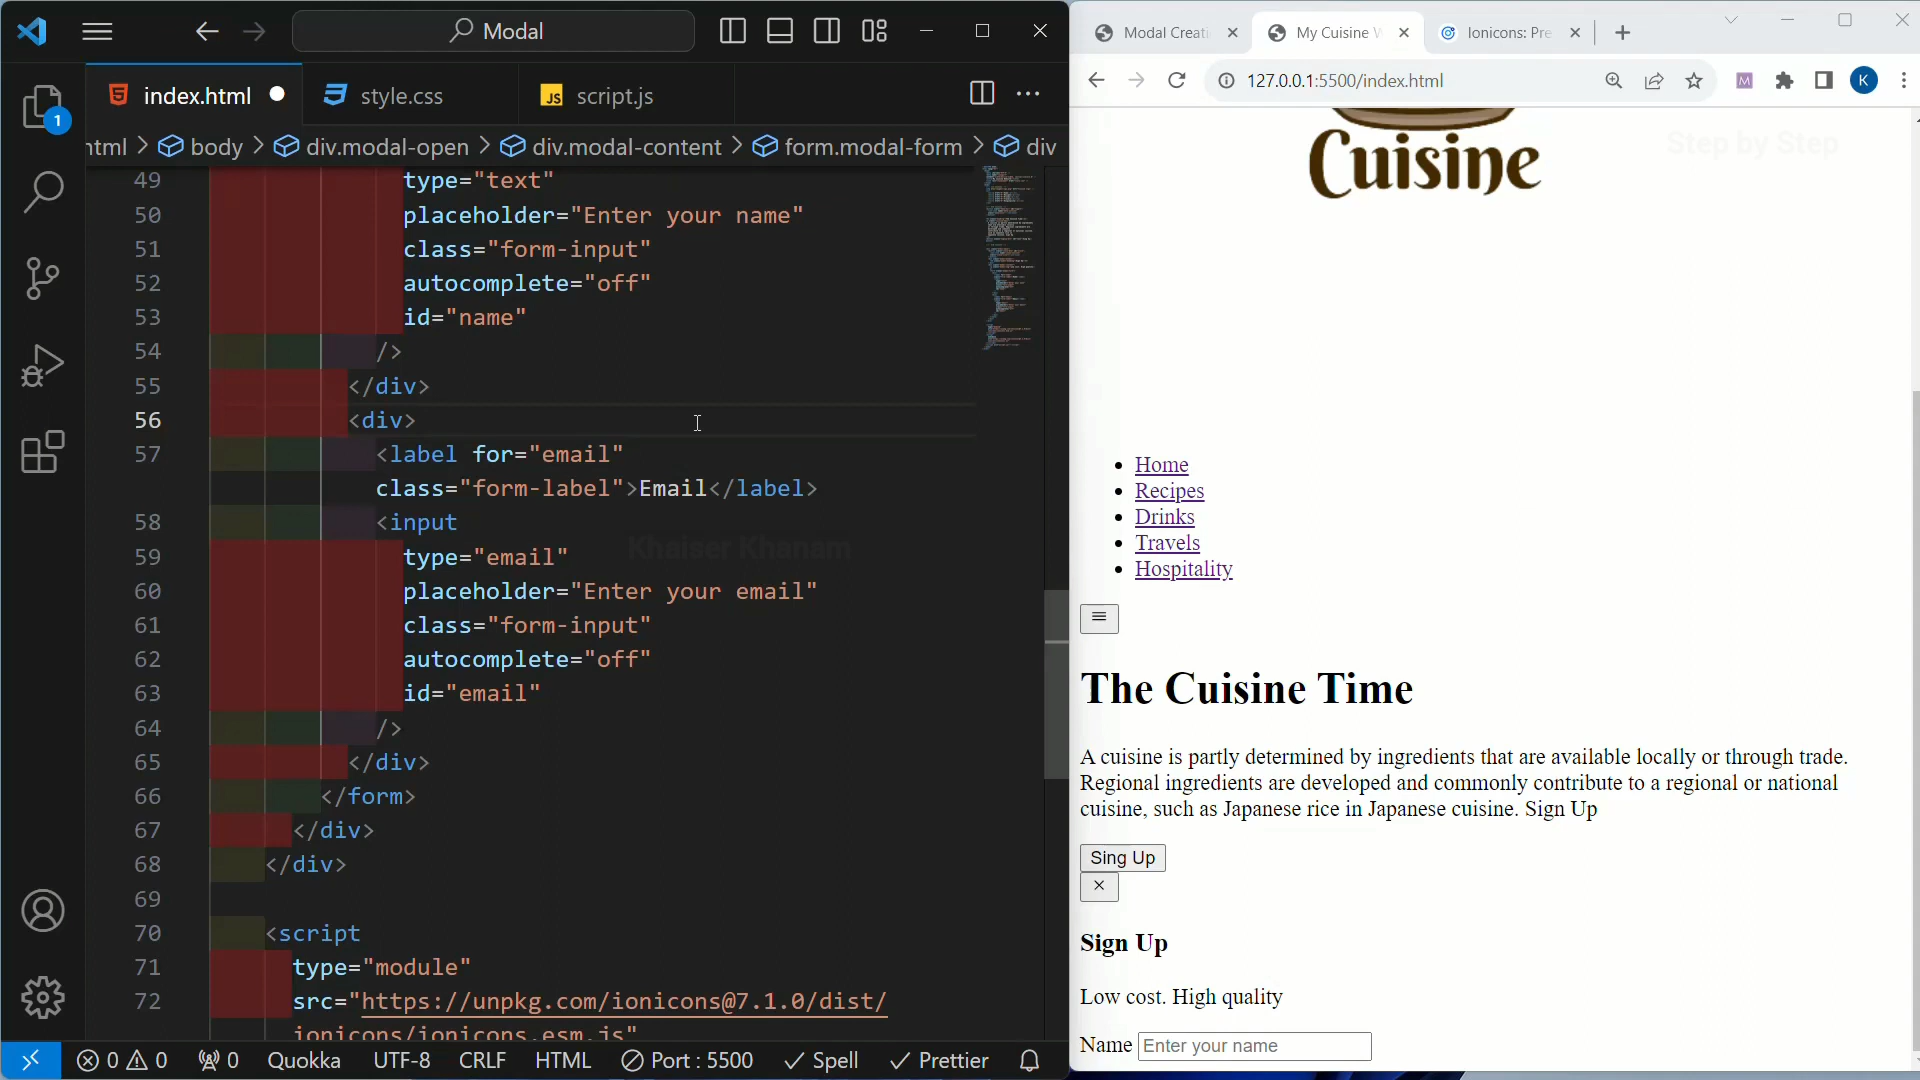 Modal
index.html
style.css
JS script.js
html > body > div.modal-open > div.modal-content > form.modal-form > div
49 type="text"
50 placeholder="Enter your name"
51 class="form-input"
52 autocomplete="off"
53 id="name"
54 />
55 </div>
56 <div>
57 <label for="email"
class="form-label">Email</label>
58 <input
59 type="email"
60 placeholder="Enter your email"
61 class="form-input"
62 autocomplete="off"
63 id="email"
64 />
65 </div>
66 </form>
67 </div>
68 </div>
69
70 <script
71 type="module"
72 src="https://unpkg.com/ionicons@7.1.0/dist/
ionicons/ionicons.esm.js"
Khaiser Khanam
1
0 0 0 Quokka UTF-8 CRLF HTML Port : 5500 Spell Prettier
Modal Creati
My Cuisine W
Ionicons: Pre
127.0.0.1:5500/index.html
M
K
Cuisine
Step by Step
Home
Recipes
Drinks
Travels
Hospitality
The Cuisine Time
A cuisine is partly determined by ingredients that are available locally or through trade.
Regional ingredients are developed and commonly contribute to a regional or national
cuisine, such as Japanese rice in Japanese cuisine. Sign Up
Sing Up
Sign Up
Low cost. High quality
Name Enter your name